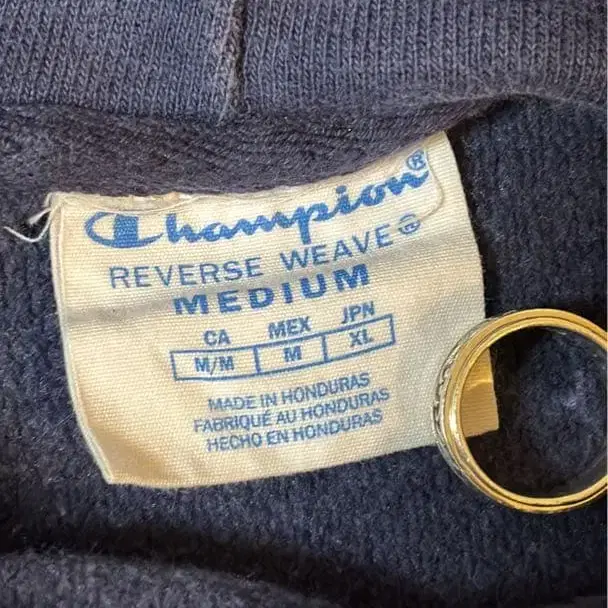 Champion®
REVERSE WEAVE®
MEDIUM
CA MEX JPN
M/M M XL
MADE IN HONDURAS
FABRIQUÉ AU HONDURAS
HECHO EN HONDURAS